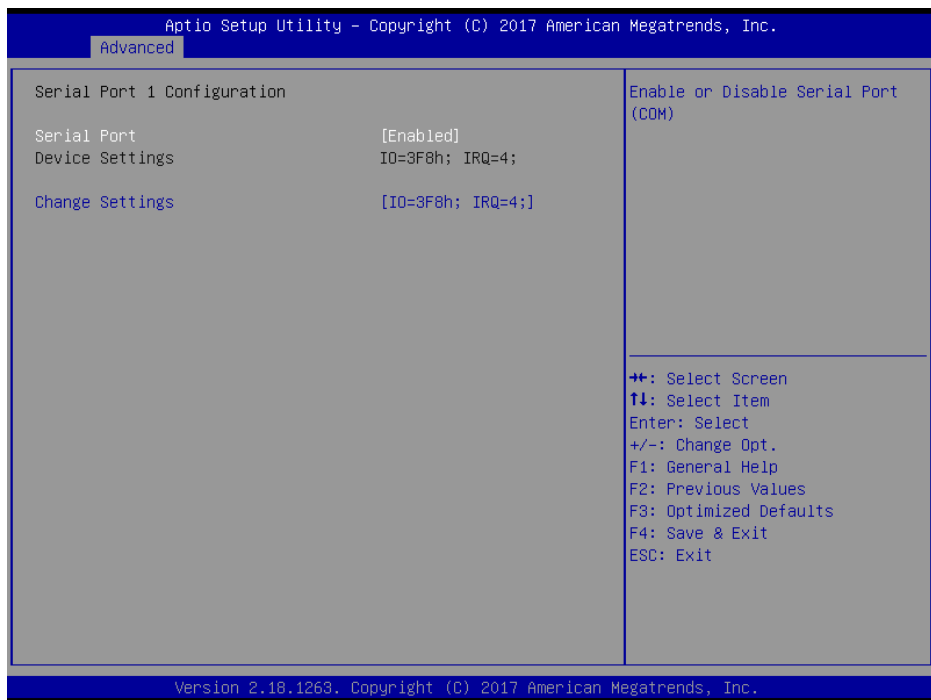 Aptio Setup Utility – Copyright (C) 2017 American Megatrends, Inc.
Advanced
Serial Port 1 Configuration
Serial Port [Enabled]
Device Settings IO=3F8h; IRQ=4;
Change Settings [IO=3F8h; IRQ=4;]
Enable or Disable Serial Port
(COM)
→←: Select Screen
↑↓: Select Item
Enter: Select
+/-: Change Opt.
F1: General Help
F2: Previous Values
F3: Optimized Defaults
F4: Save & Exit
ESC: Exit
Version 2.18.1263. Copyright (C) 2017 American Megatrends, Inc.